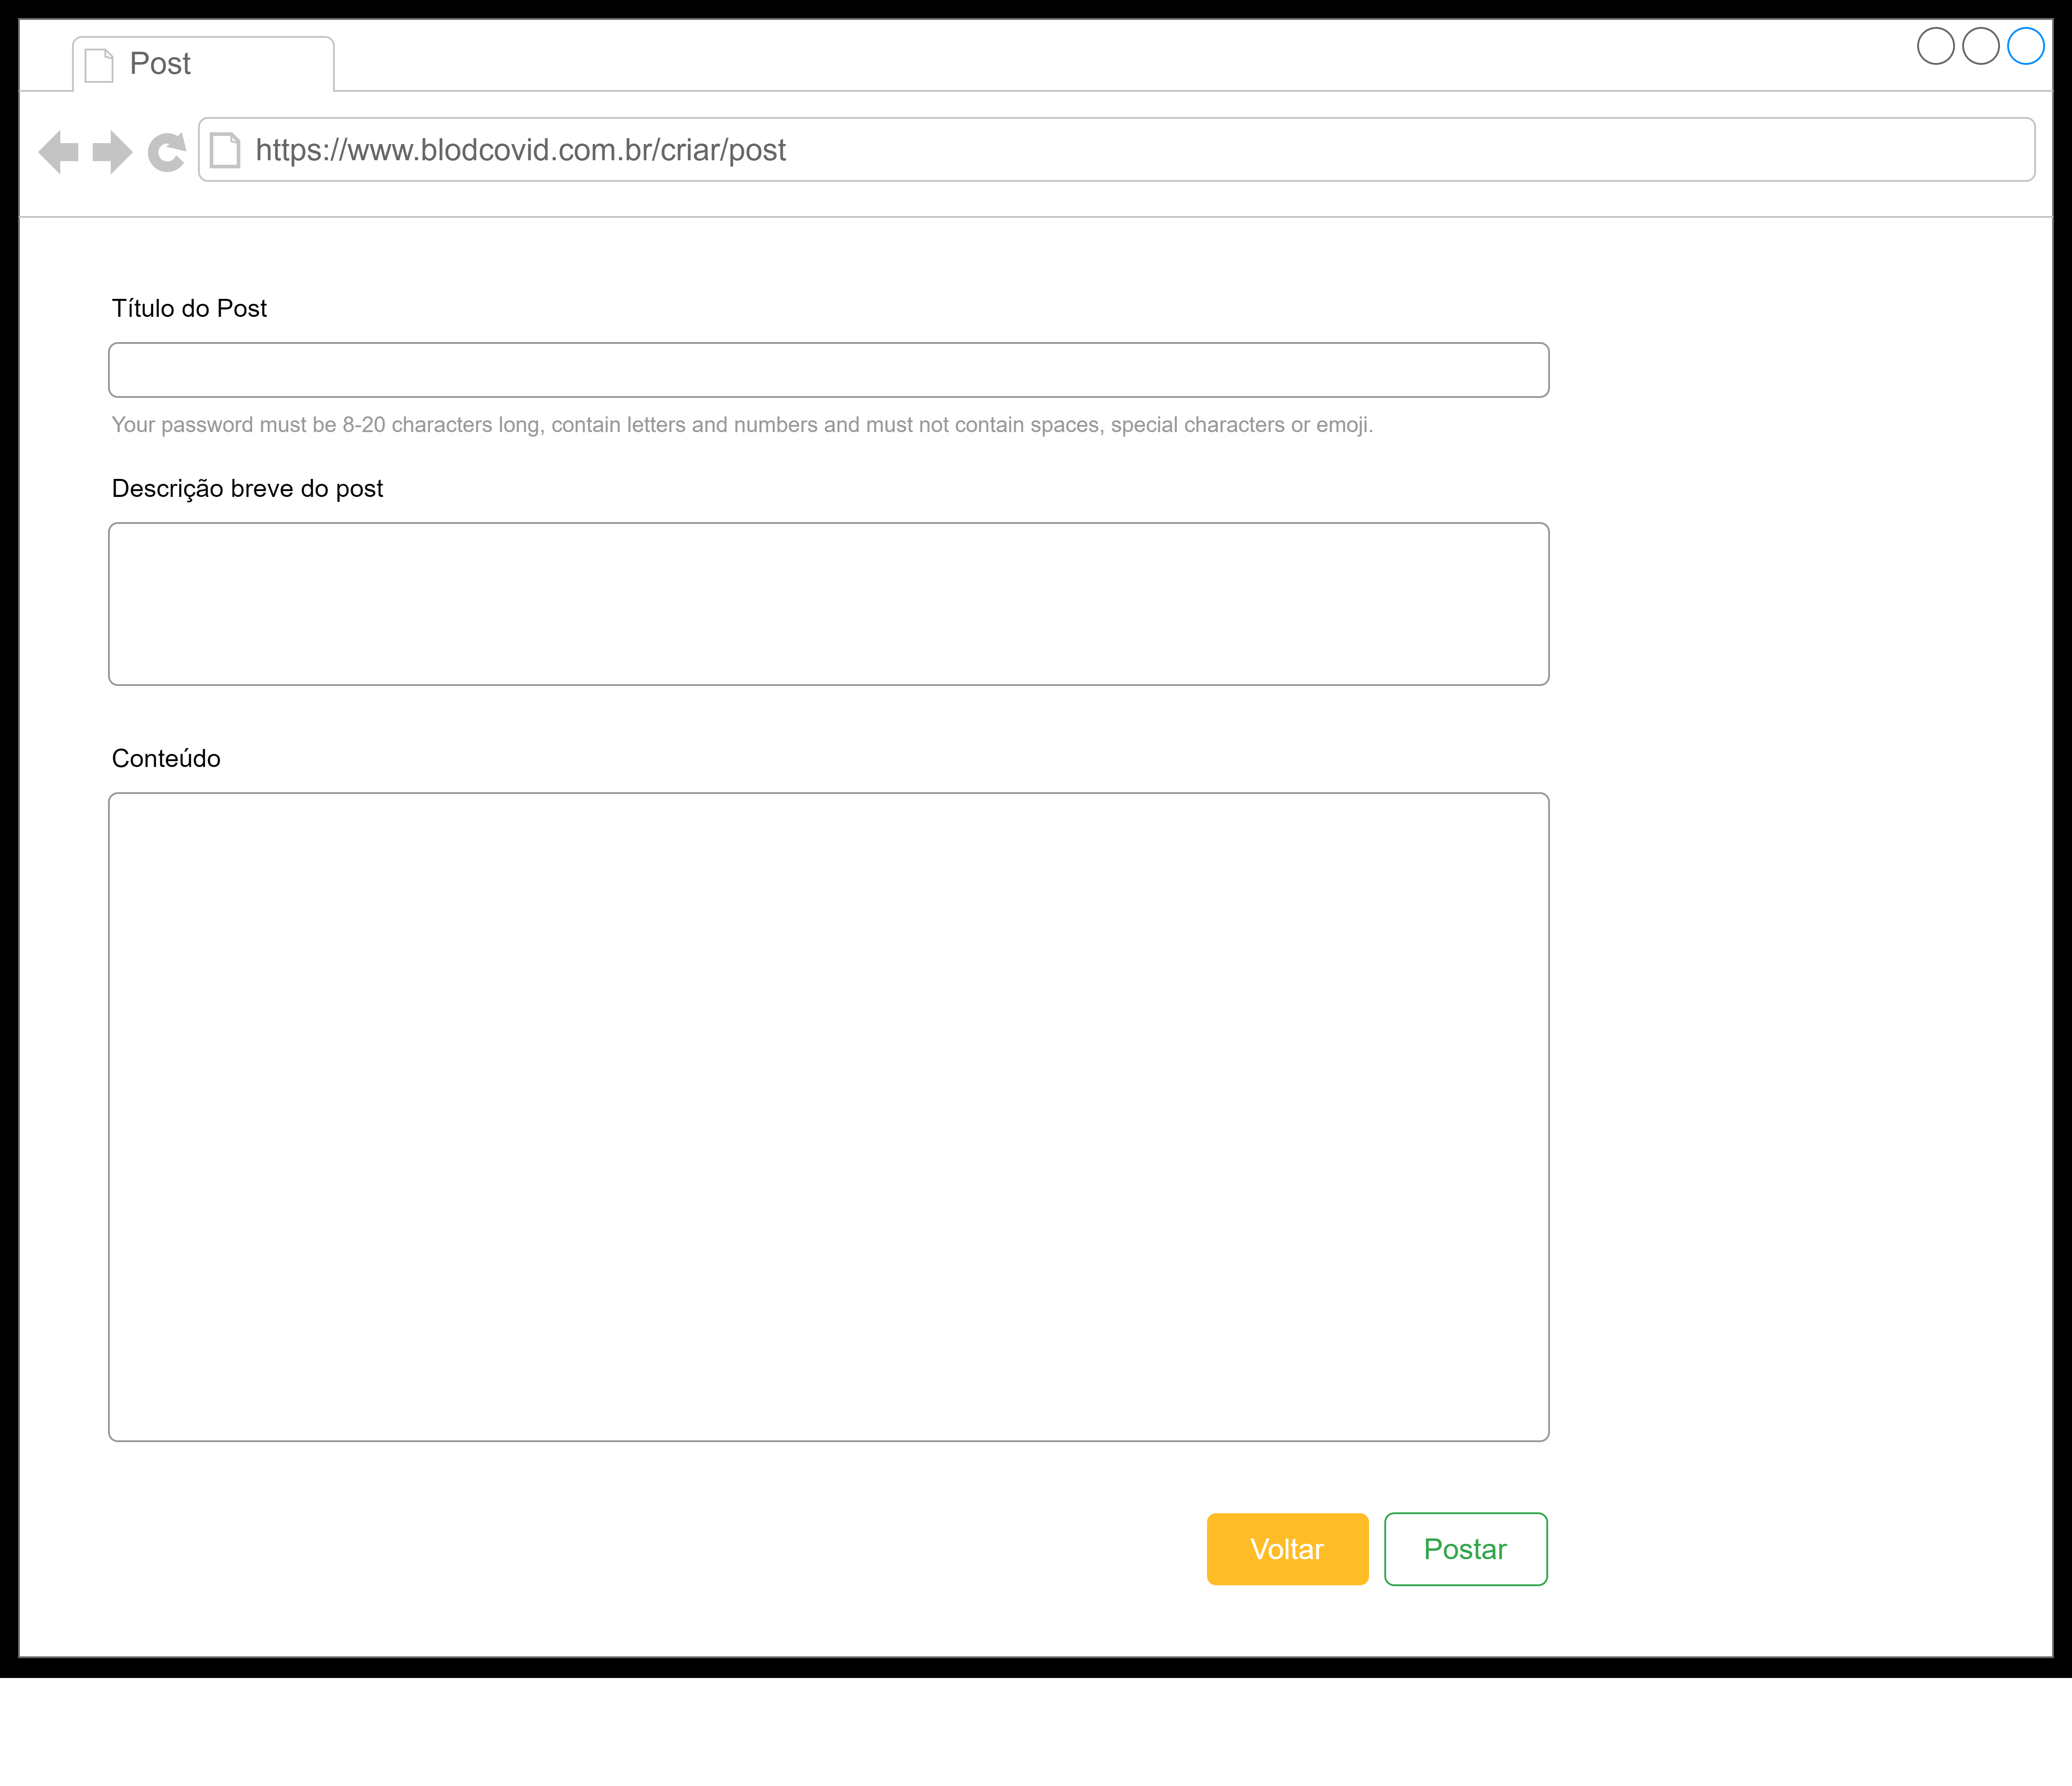 Post
https://www.blodcovid.com.br/criar/post
Título do Post
Your password must be 8-20 characters long, contain letters and numbers and must not contain spaces, special characters or emoji.
Descrição breve do post
Conteúdo
Voltar
Postar